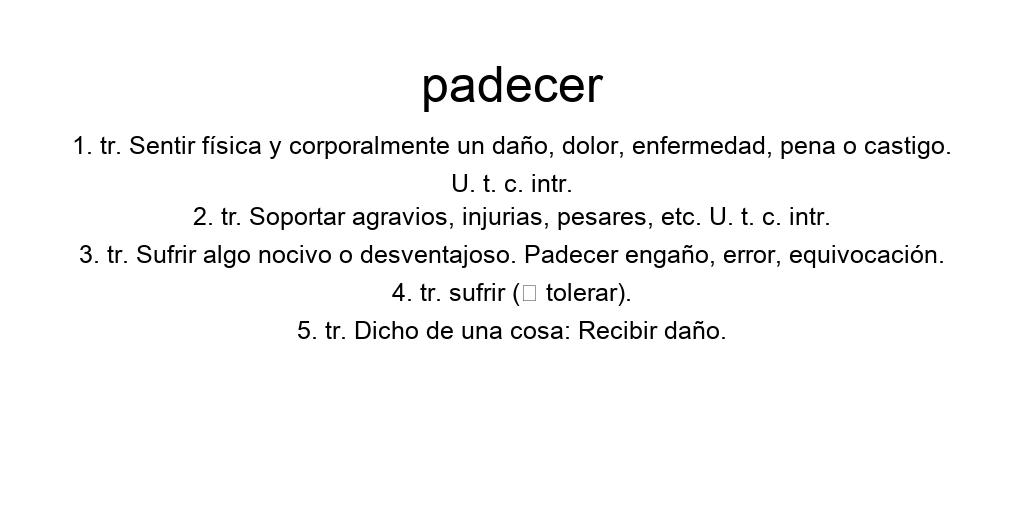 padecer
1. tr. Sentir física y corporalmente un daño, dolor, enfermedad, pena o castigo.
U. t. c. intr.
2. tr. Soportar agravios, injurias, pesares, etc. U. t. c. intr.
3. tr. Sufrir algo nocivo o desventajoso. Padecer engaño, error, equivocación.
4. tr. sufrir (□ tolerar).
5. tr. Dicho de una cosa: Recibir daño.